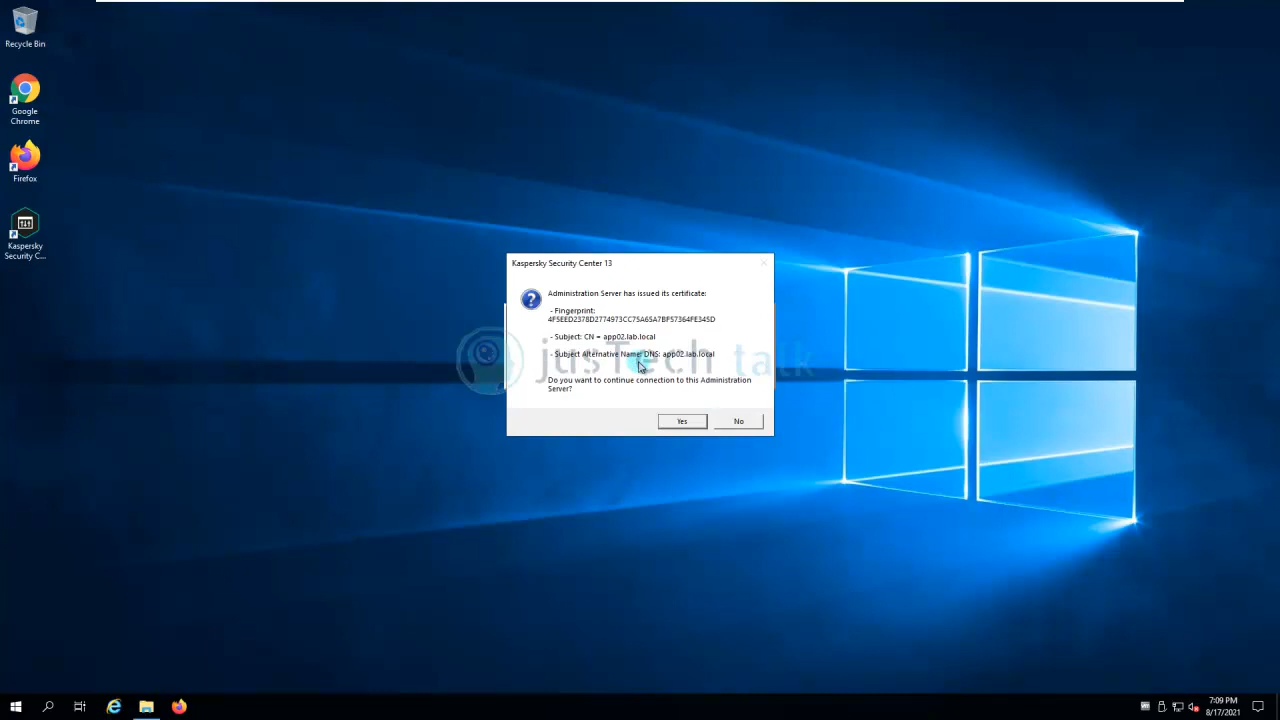 Recycle Bin
Google
Chrome
Firefox
Kaspersky
Security C...
Kaspersky Security Center 13
Administration Server has issued its certificate:
- Fingerprint:
4F5EED2378D2774973CC75A65A7BF57364FE345D
- Subject: CN = app02.lab.local
- Subject Alternative Name: DNS: app02.lab.local
jusTech talk
Do you want to continue connection to this Administration
Server?
Yes
No
7:09 PM
8/17/2021